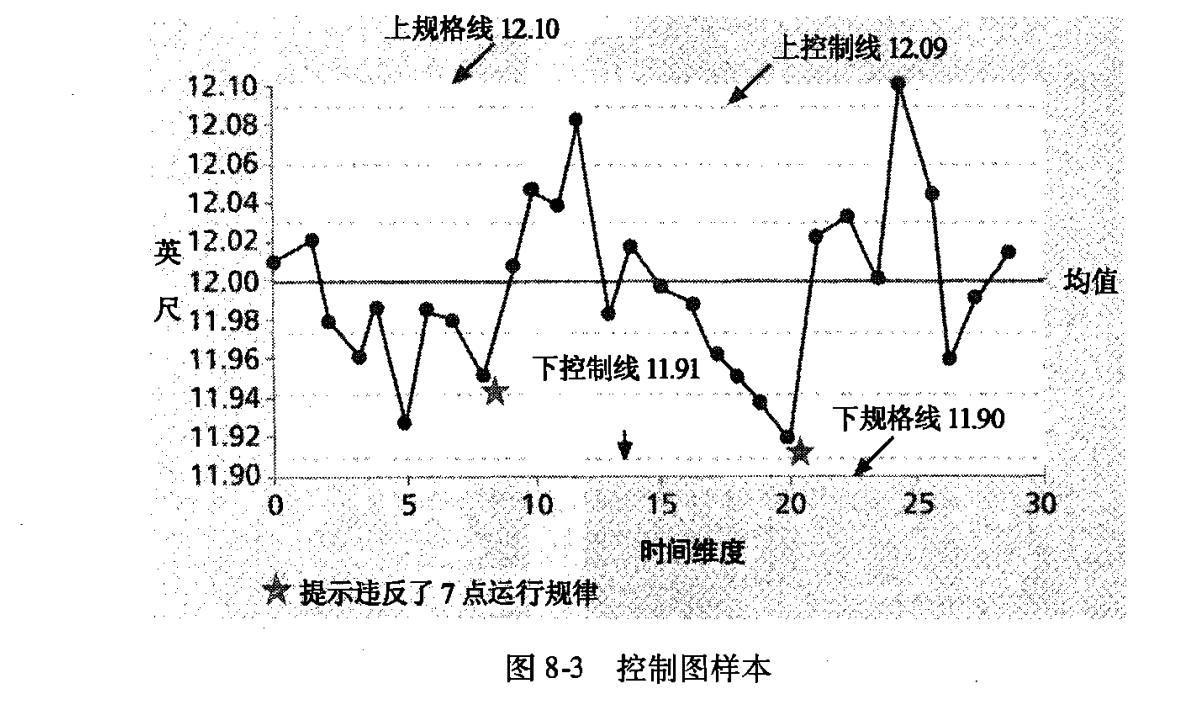 上规格线 12.10
上控制线 12.09
12.10
12.08
12.06
12.04
12.02
12.00
11.98
11.96
11.94
11.92
11.90
英
尺
均值
下控制线 11.91
下规格线 11.90
0 5 10 15 20 25 30
时间维度
★ 提示违反了 7 点运行规律
图 8-3 控制图样本